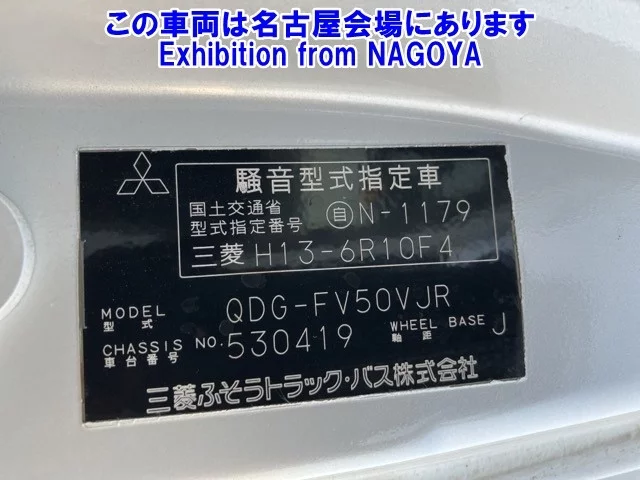 この車両は名古屋会場にあります
Exhibition from NAGOYA
騒音型式指定車
国土交通省
型式指定番号 自N-1179
三菱 H13-6R10F4
MODEL 型式 QDG-FV50VJR
CHASSIS NO. 車台番号 530419 WHEEL BASE 軸距 J
三菱ふそうトラック・バス株式会社